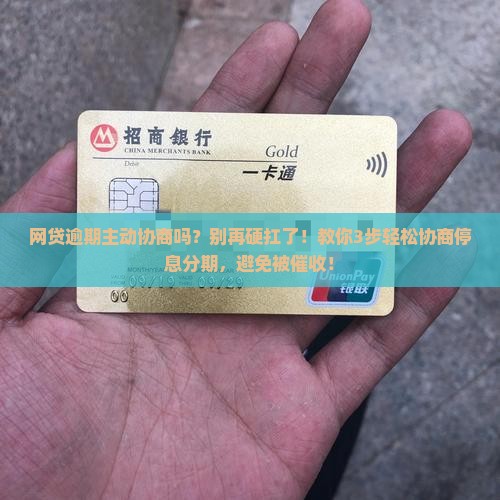 招商銀行
CHINA MERCHANTS BANK
Debit
Gold
一卡通
网贷逾期主动协商吗？别再硬扛了！教你3步轻松协商停
息分期，避免被催收！
UnionPay
银联